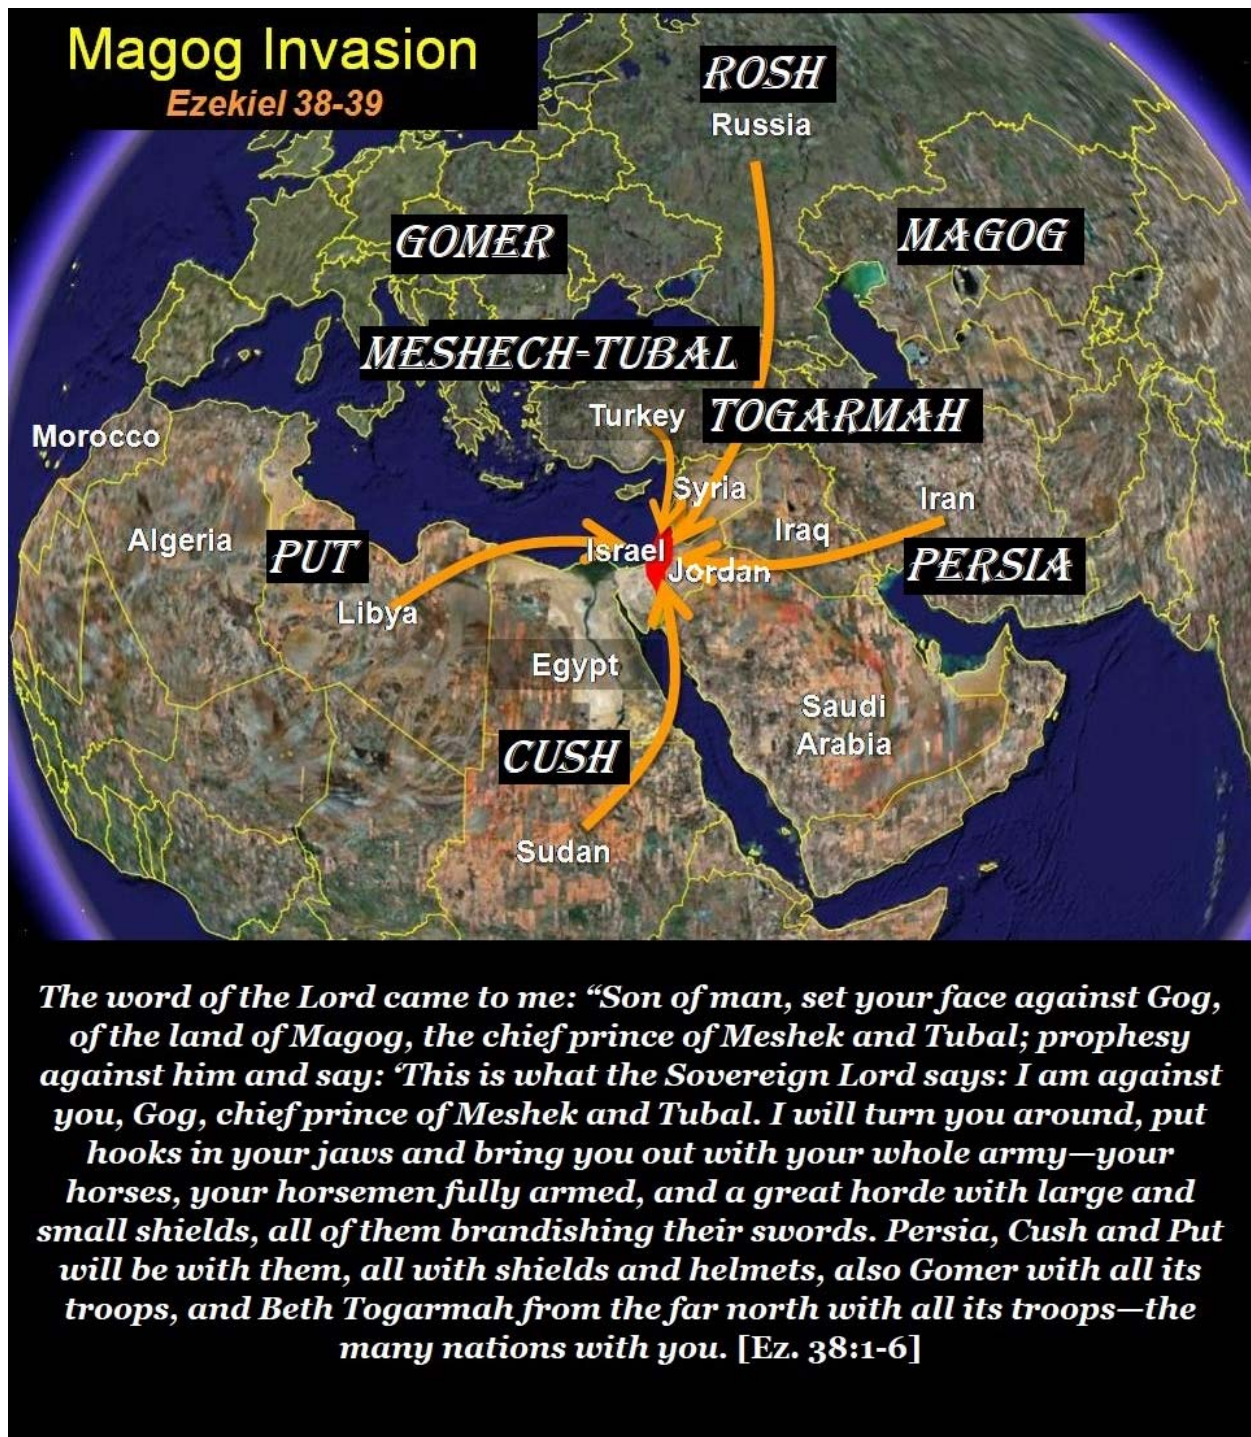 Magog Invasion
Ezekiel 38-39
ROSH
Russia
GOMER
MAGOG
MESHECH-TUBAL
Turkey
TOGARMAH
Morocco
Syria
Iran
Algeria
Iraq
PUT
Israel
Jordan
PERSIA
Libya
Egypt
Saudi
Arabia
CUSH
Sudan
The word of the Lord came to me: “Son of man, set your face against Gog,
of the land of Magog, the chief prince of Meshek and Tubal; prophesy
against him and say: ‘This is what the Sovereign Lord says: I am against
you, Gog, chief prince of Meshek and Tubal. I will turn you around, put
hooks in your jaws and bring you out with your whole army—your
horses, your horsemen fully armed, and a great horde with large and
small shields, all of them brandishing their swords. Persia, Cush and Put
will be with them, all with shields and helmets, also Gomer with all its
troops, and Beth Togarmah from the far north with all its troops—the
many nations with you. [Ez. 38:1-6]